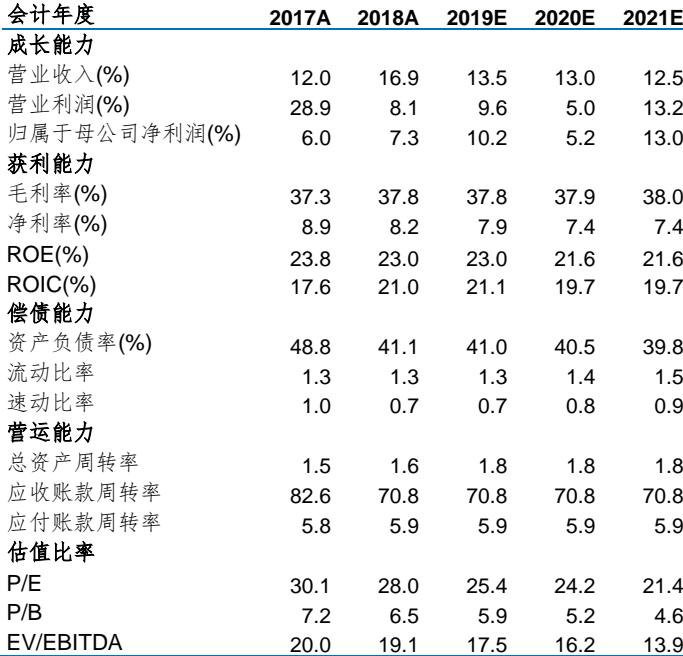 会计年度 2017A 2018A 2019E 2020E 2021E
成长能力
营业收入(%) 12.0 16.9 13.5 13.0 12.5
营业利润(%) 28.9 8.1 9.6 5.0 13.2
归属于母公司净利润(%) 6.0 7.3 10.2 5.2 13.0
获利能力
毛利率(%) 37.3 37.8 37.8 37.9 38.0
净利率(%) 8.9 8.2 7.9 7.4 7.4
ROE(%) 23.8 23.0 23.0 21.6 21.6
ROIC(%) 17.6 21.0 21.1 19.7 19.7
偿债能力
资产负债率(%) 48.8 41.1 41.0 40.5 39.8
流动比率 1.3 1.3 1.3 1.4 1.5
速动比率 1.0 0.7 0.7 0.8 0.9
营运能力
总资产周转率 1.5 1.6 1.8 1.8 1.8
应收账款周转率 82.6 70.8 70.8 70.8 70.8
应付账款周转率 5.8 5.9 5.9 5.9 5.9
估值比率
P/E 30.1 28.0 25.4 24.2 21.4
P/B 7.2 6.5 5.9 5.2 4.6
EV/EBITDA 20.0 19.1 17.5 16.2 13.9